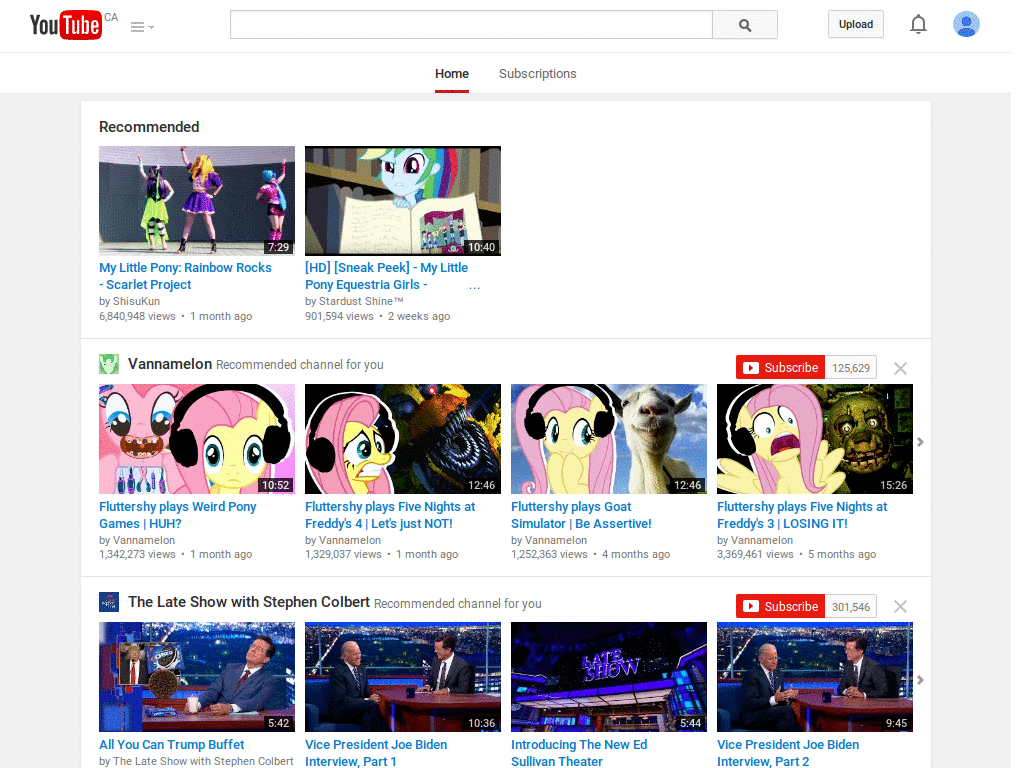 YouTube CA
Upload
Home Subscriptions
Recommended
7:29
10:40
My Little Pony: Rainbow Rocks
- Scarlet Project
by ShisuKun
6,840,948 views • 1 month ago
[HD] [Sneak Peek] - My Little
Pony Equestria Girls - ...
by Stardust Shine™
901,594 views • 2 weeks ago
Vannamelon Recommended channel for you
Subscribe 125,629
10:52
12:46
12:46
15:26
Fluttershy plays Weird Pony
Games | HUH?
by Vannamelon
1,342,273 views • 1 month ago
Fluttershy plays Five Nights at
Freddy's 4 | Let's just NOT!
by Vannamelon
1,329,037 views • 1 month ago
Fluttershy plays Goat
Simulator | Be Assertive!
by Vannamelon
1,252,363 views • 4 months ago
Fluttershy plays Five Nights at
Freddy's 3 | LOSING IT!
by Vannamelon
3,369,461 views • 5 months ago
The Late Show with Stephen Colbert Recommended channel for you
Subscribe 301,546
OREO
5:42
10:36
LATE
SHOW
5:44
9:45
All You Can Trump Buffet
by The Late Show with Stephen Colbert
Vice President Joe Biden
Interview, Part 1
Introducing The New Ed
Sullivan Theater
Vice President Joe Biden
Interview, Part 2